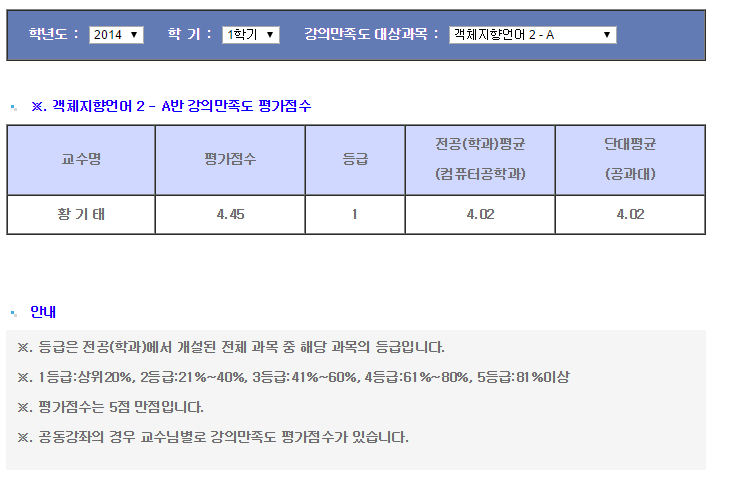 학년도 : 2014 학 기 : 1학기 강의만족도 대상과목 : 객체지향언어 2 - A
※. 객체지향언어 2 - A반 강의만족도 평가점수
교수명 평가점수 등급 전공(학과)평균 (컴퓨터공학과) 단대평균 (공과대)
황 기 태 4.45 1 4.02 4.02
안내
※. 등급은 전공(학과)에서 개설된 전체 과목 중 해당 과목의 등급입니다.
※. 1등급:상위20%, 2등급:21%~40%, 3등급:41%~60%, 4등급:61%~80%, 5등급:81%이상
※. 평가점수는 5점 만점입니다.
※. 공동강좌의 경우 교수님별로 강의만족도 평가점수가 있습니다.